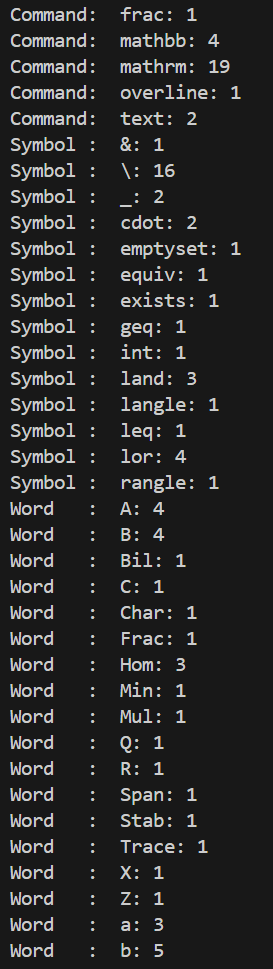 Command:  frac: 1
Command:  mathbb: 4
Command:  mathrm: 19
Command:  overline: 1
Command:  text: 2
Symbol :  &: 1
Symbol :  \: 16
Symbol :  _: 2
Symbol :  cdot: 2
Symbol :  emptyset: 1
Symbol :  equiv: 1
Symbol :  exists: 1
Symbol :  geq: 1
Symbol :  int: 1
Symbol :  land: 3
Symbol :  langle: 1
Symbol :  leq: 1
Symbol :  lor: 4
Symbol :  rangle: 1
Word   :  A: 4
Word   :  B: 4
Word   :  Bil: 1
Word   :  C: 1
Word   :  Char: 1
Word   :  Frac: 1
Word   :  Hom: 3
Word   :  Min: 1
Word   :  Mul: 1
Word   :  Q: 1
Word   :  R: 1
Word   :  Span: 1
Word   :  Stab: 1
Word   :  Trace: 1
Word   :  X: 1
Word   :  Z: 1
Word   :  a: 3
Word   :  b: 5